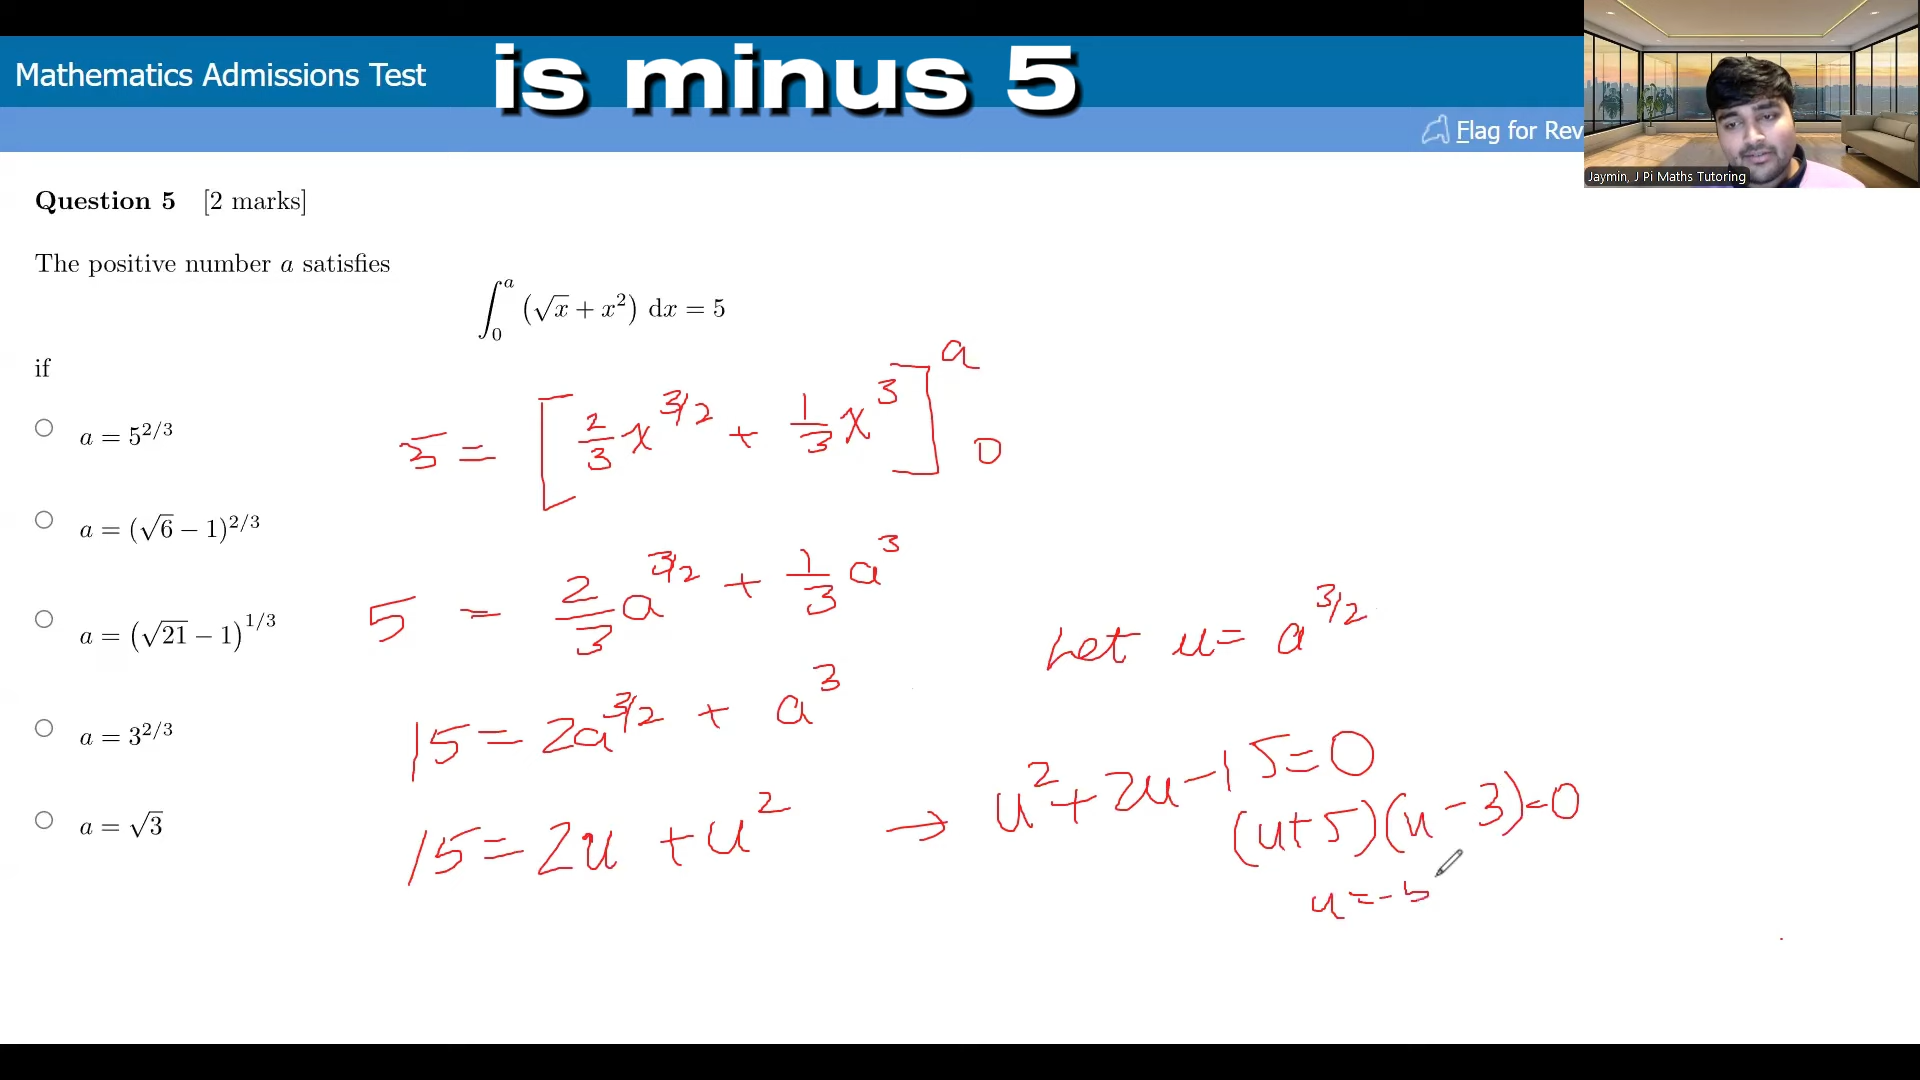 Mathematics Admissions Test
is minus 5
Flag for Rev
Jaymin, J Pi Maths Tutoring
Question 5 [2 marks]
The positive number a satisfies
∫₀ᵃ (√x + x²) dx = 5
if
a = 5^{2/3}
a = (√6 − 1)^{2/3}
a = (√21 − 1)^{1/3}
a = 3^{2/3}
a = √3
5 = [2/3 x^{3/2} + 1/3 x³]₀ᵃ
5 = 2/3 a^{3/2} + 1/3 a³
15 = 2a^{3/2} + a³
15 = 2u + u²
Let u = a^{3/2}
→ u² + 2u − 15 = 0
(u + 5)(u − 3) = 0
u = −5